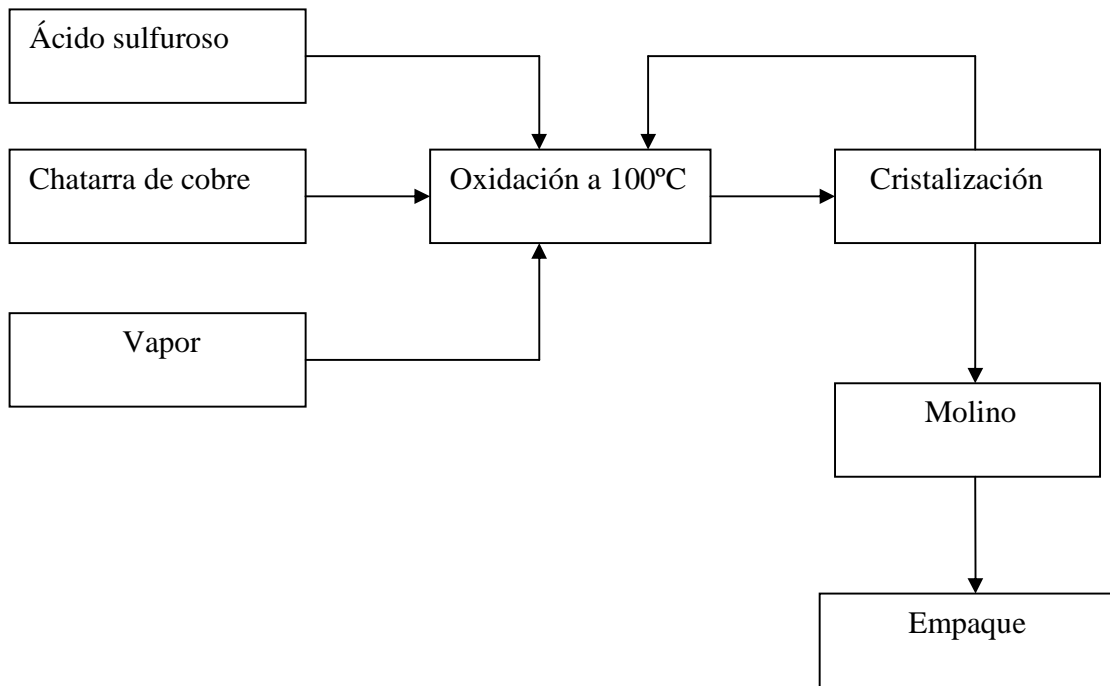 Ácido sulfuroso
Chatarra de cobre
Oxidación a 100ºC
Cristalización
Vapor
Molino
Empaque